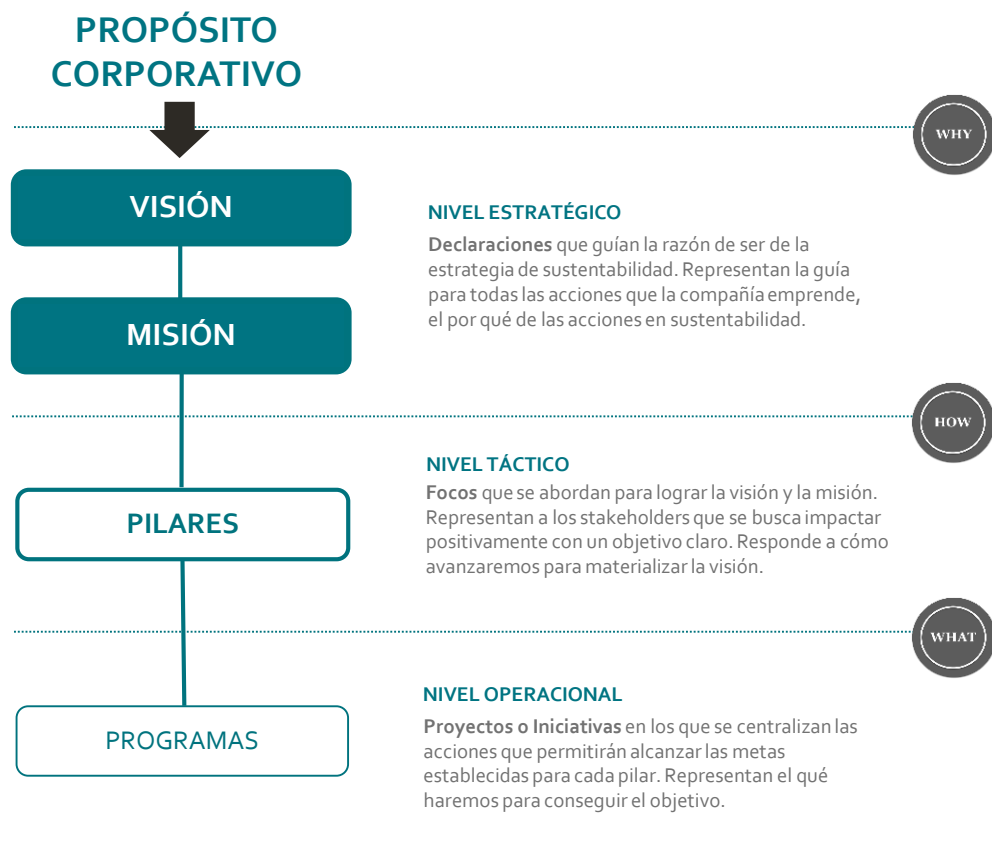 PROPÓSITO
CORPORATIVO
WHY
VISIÓN
NIVEL ESTRATÉGICO
Declaraciones que guían la razón de ser de la
estrategia de sustentabilidad. Representan la guía
para todas las acciones que la compañía emprende,
el por qué de las acciones en sustentabilidad.
MISIÓN
HOW
NIVEL TÁCTICO
Focos que se abordan para lograr la visión y la misión.
Representan a los stakeholders que se busca impactar
positivamente con un objetivo claro. Responde a cómo
avanzaremos para materializar la visión.
PILARES
WHAT
NIVEL OPERACIONAL
Proyectos o Iniciativas en los que se centralizan las
acciones que permitirán alcanzar las metas
establecidas para cada pilar. Representan el qué
haremos para conseguir el objetivo.
PROGRAMAS